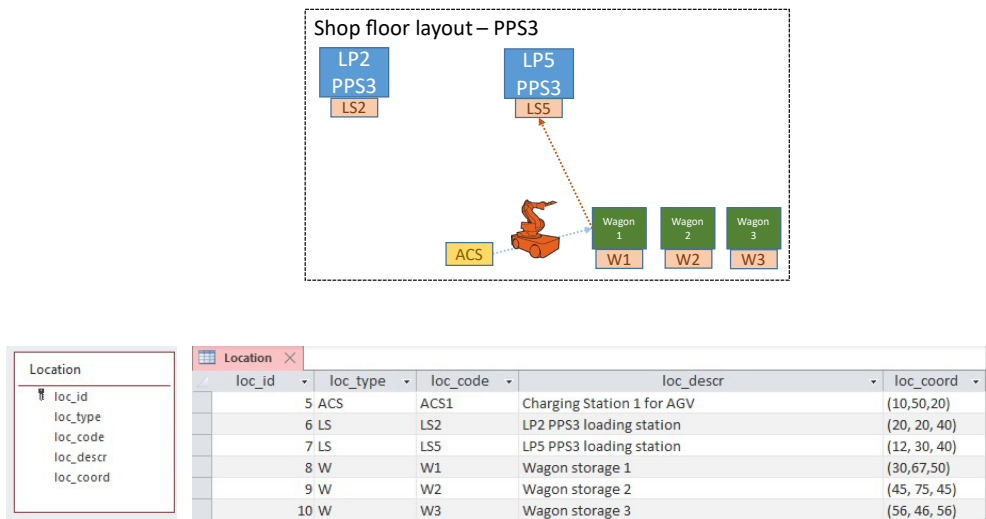 Shop floor layout – PPS3
LP2
PPS3
LS2
LP5
PPS3
LS5
ACS
Wagon
1
W1
Wagon
2
W2
Wagon
3
W3
Location
loc_id
loc_type
loc_code
loc_descr
loc_coord
Location
loc_id loc_type loc_code loc_descr loc_coord
5 ACS ACS1 Charging Station 1 for AGV (10,50,20)
6 LS LS2 LP2 PPS3 loading station (20, 20, 40)
7 LS LS5 LP5 PPS3 loading station (12, 30, 40)
8 W W1 Wagon storage 1 (30,67,50)
9 W W2 Wagon storage 2 (45, 75, 45)
10 W W3 Wagon storage 3 (56, 46, 56)